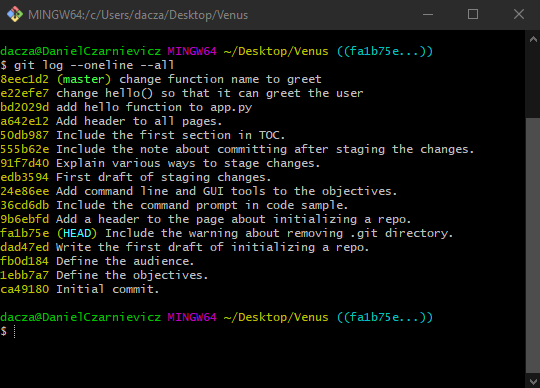 MINGW64:/c/Users/dacza/Desktop/Venus
dacza@DanielCzarnievicz MINGW64 ~/Desktop/Venus ((fa1b75e...))
$ git log --oneline --all
8eec1d2 (master) change function name to greet
e22efe7 change hello() so that it can greet the user
bd2029d add hello function to app.py
a642e12 Add header to all pages.
50db987 Include the first section in TOC.
555b62e Include the note about committing after staging the changes.
91f7d40 Explain various ways to stage changes.
edb3594 First draft of staging changes.
24e86ee Add command line and GUI tools to the objectives.
36cd6db Include the command prompt in code sample.
9b6ebfd Add a header to the page about initializing a repo.
fa1b75e (HEAD) Include the warning about removing .git directory.
dad47ed Write the first draft of initializing a repo.
fb0d184 Define the audience.
1ebb7a7 Define the objectives.
ca49180 Initial commit.
dacza@DanielCzarnievicz MINGW64 ~/Desktop/Venus ((fa1b75e...))
$